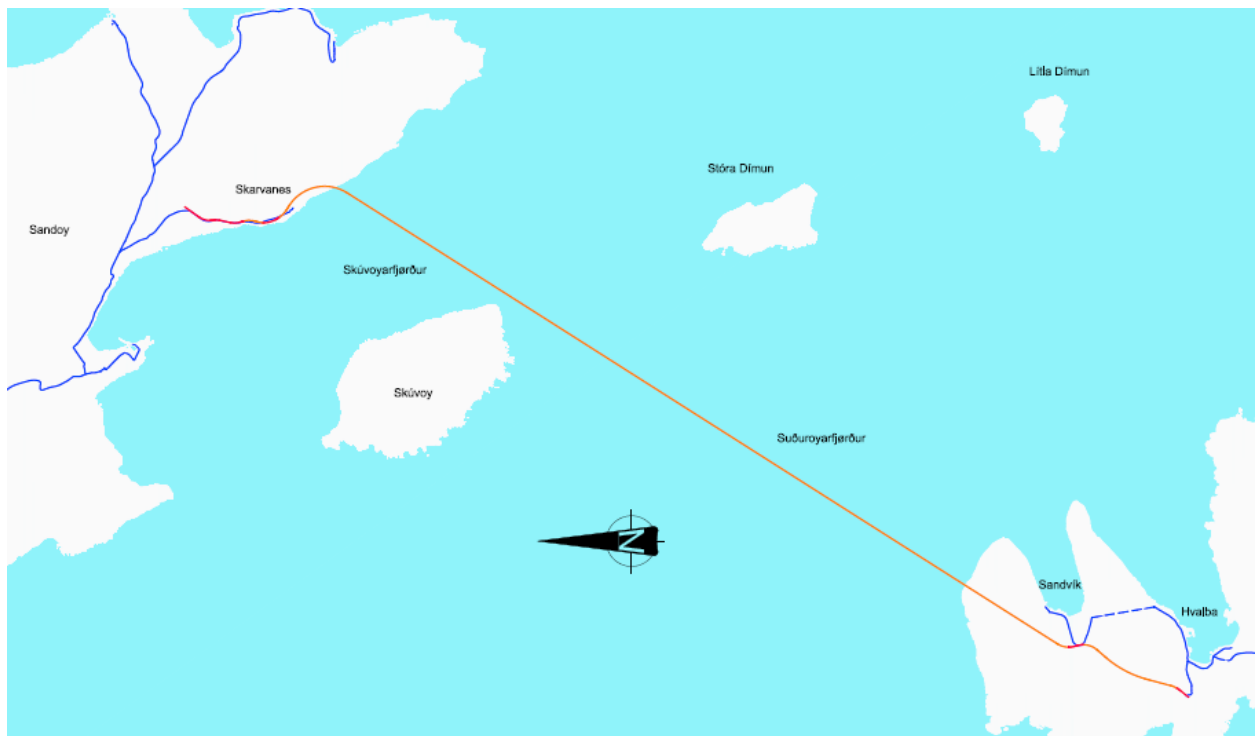 Lítla Dímun
Stóra Dímun
Skarvanes
Sandoy
Skúvoyarfjørður
Skúvoy
Suðuroyarfjørður
N
Sandvík
Hvalba